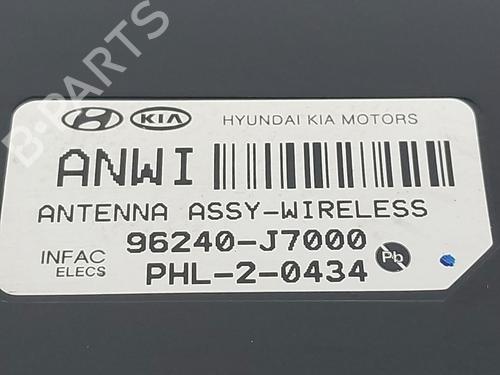 B-PARTS
KIA HYUNDAI KIA MOTORS
ANWI
ANTENNA ASSY-WIRELESS
96240-J7000
INFAC
ELECS
PHL-2-0434
Pb